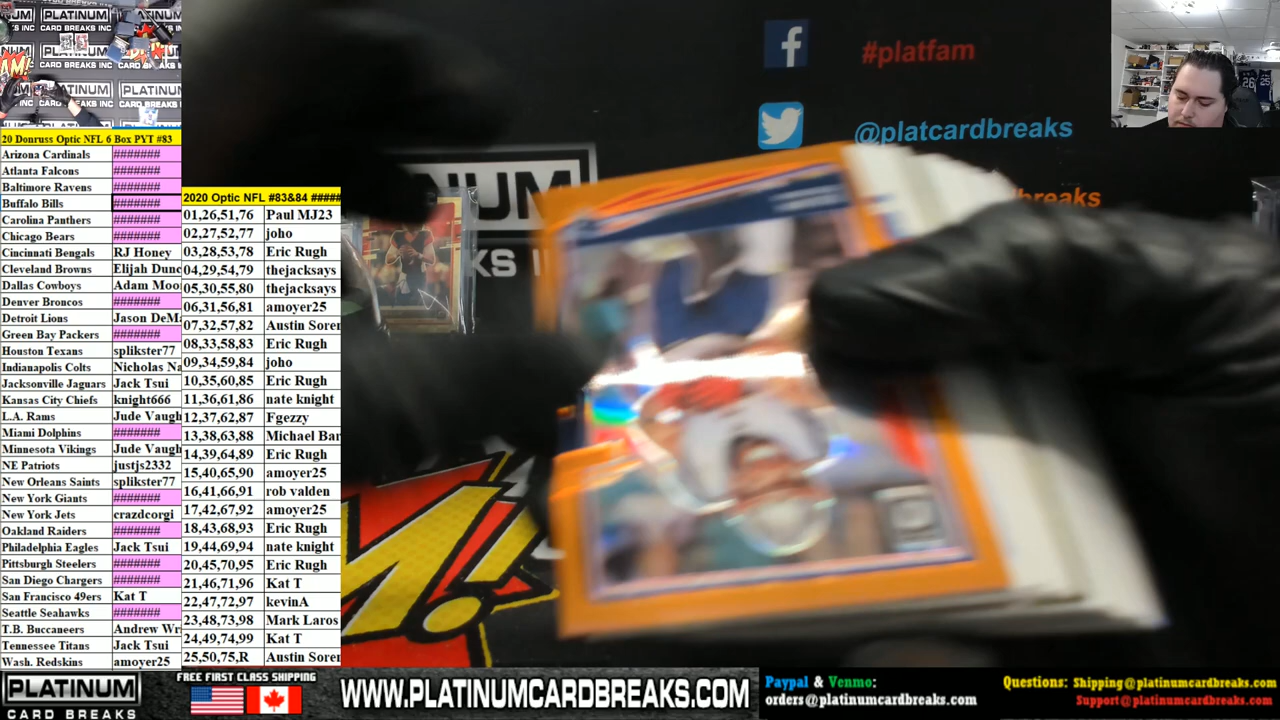 PLATINUM
CARD BREAKS INC
20 Donruss Optic NFL 6 Box PYT #83
Arizona Cardinals #######
Atlanta Falcons #######
Baltimore Ravens #######
Buffalo Bills #######
Carolina Panthers #######
Chicago Bears #######
Cincinnati Bengals RJ Honey
Cleveland Browns Elijah Dunc
Dallas Cowboys Adam Moo
Denver Broncos #######
Detroit Lions Jason DeMa
Green Bay Packers #######
Houston Texans splikster77
Indianapolis Colts Nicholas Na
Jacksonville Jaguars Jack Tsui
Kansas City Chiefs knight666
L.A. Rams Jude Vaugh
Miami Dolphins #######
Minnesota Vikings Jude Vaugh
NE Patriots justjs2332
New Orleans Saints splikster77
New York Giants #######
New York Jets crazdcorgi
Oakland Raiders #######
Philadelphia Eagles Jack Tsui
Pittsburgh Steelers #######
San Diego Chargers #######
San Francisco 49ers Kat T
Seattle Seahawks #######
T.B. Buccaneers Andrew Wr
Tennessee Titans Jack Tsui
Wash. Redskins amoyer25
2020 Optic NFL #83&84 #####
01,26,51,76 Paul MJ23
02,27,52,77 joho
03,28,53,78 Eric Rugh
04,29,54,79 thejacksays
05,30,55,80 thejacksays
06,31,56,81 amoyer25
07,32,57,82 Austin Soren
08,33,58,83 Eric Rugh
09,34,59,84 joho
10,35,60,85 Eric Rugh
11,36,61,86 nate knight
12,37,62,87 Fgezzy
13,38,63,88 Michael Bar
14,39,64,89 Eric Rugh
15,40,65,90 amoyer25
16,41,66,91 rob valden
17,42,67,92 amoyer25
18,43,68,93 Eric Rugh
19,44,69,94 nate knight
20,45,70,95 Eric Rugh
21,46,71,96 Kat T
22,47,72,97 kevinA
23,48,73,98 Mark Laros
24,49,74,99 Kat T
25,50,75,R Austin Soren
#platfam
@platcardbreaks
PLATINUM
CARD BREAKS
FREE FIRST CLASS SHIPPING
WWW.PLATINUMCARDBREAKS.COM
Paypal & Venmo:
orders@platinumcardbreaks.com
Questions: Shipping@platinumcardbreaks.com
Support@platinumcardbreaks.com